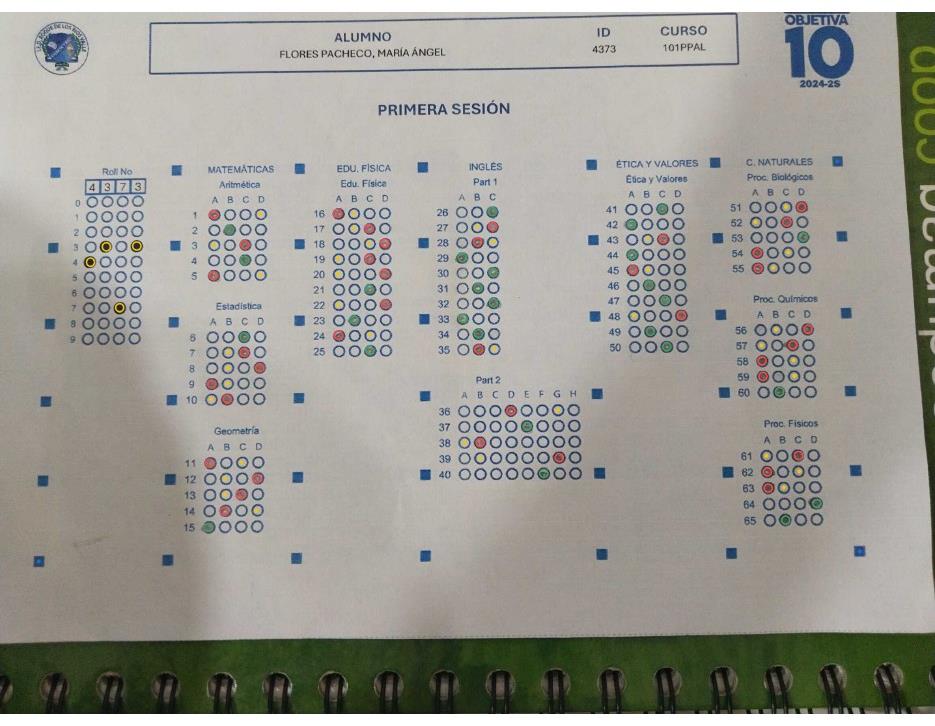 OBJETIVA
10
2024-2S
ALUMNO
FLORES PACHECO, MARÍA ÁNGEL
ID
4373
CURSO
101PPAL
PRIMERA SESIÓN
Roll No
4 3 7 3
0
1
2
3
4
5
6
7
8
9
MATEMÁTICAS
Aritmética
A B C D
1
2
3
4
5
Estadística
A B C D
6
7
8
9
10
Geometría
A B C D
11
12
13
14
15
EDU. FÍSICA
Edu. Física
A B C D
16
17
18
19
20
21
22
23
24
25
INGLÉS
Part 1
A B C
26
27
28
29
30
31
32
33
34
35
Part 2
A B C D E F G H
36
37
38
39
40
ÉTICA Y VALORES
Ética y Valores
A B C D
41
42
43
44
45
46
47
48
49
50
C. NATURALES
Proc. Biológicos
A B C D
51
52
53
54
55
Proc. Químicos
A B C D
56
57
58
59
60
Proc. Físicos
A B C D
61
62
63
64
65